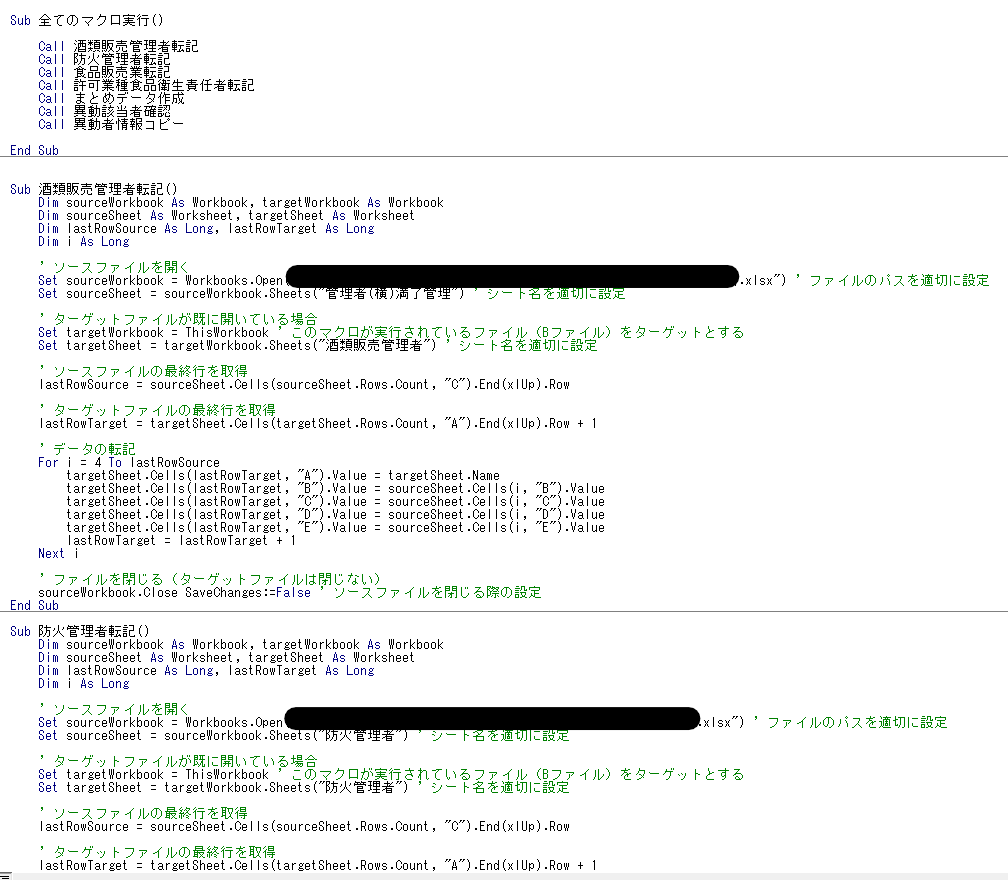 Sub 全てのマクロ実行()
Call 酒類販売管理者転記
Call 防火管理者転記
Call 食品販売業転記
Call 許可業種食品衛生責任者転記
Call まとめデータ作成
Call 異動該当者確認
Call 異動者情報コピー
End Sub
Sub 酒類販売管理者転記()
Dim sourceWorkbook As Workbook, targetWorkbook As Workbook
Dim sourceSheet As Worksheet, targetSheet As Worksheet
Dim lastRowSource As Long, lastRowTarget As Long
Dim i As Long
' ソースファイルを開く
Set sourceWorkbook = Workbooks.Open .xlsx") ' ファイルのパスを適切に設定
Set sourceSheet = sourceWorkbook.Sheets("管理者(横)満了管理") ' シート名を適切に設定
' ターゲットファイルが既に開いている場合
Set targetWorkbook = ThisWorkbook ' このマクロが実行されているファイル（Bファイル）をターゲットとする
Set targetSheet = targetWorkbook.Sheets("酒類販売管理者") ' シート名を適切に設定
' ソースファイルの最終行を取得
lastRowSource = sourceSheet.Cells(sourceSheet.Rows.Count, "C").End(xlUp).Row
' ターゲットファイルの最終行を取得
lastRowTarget = targetSheet.Cells(targetSheet.Rows.Count, "A").End(xlUp).Row + 1
' データの転記
For i = 4 To lastRowSource
targetSheet.Cells(lastRowTarget, "A").Value = targetSheet.Name
targetSheet.Cells(lastRowTarget, "B").Value = sourceSheet.Cells(i, "B").Value
targetSheet.Cells(lastRowTarget, "C").Value = sourceSheet.Cells(i, "C").Value
targetSheet.Cells(lastRowTarget, "D").Value = sourceSheet.Cells(i, "D").Value
targetSheet.Cells(lastRowTarget, "E").Value = sourceSheet.Cells(i, "E").Value
lastRowTarget = lastRowTarget + 1
Next i
' ファイルを閉じる（ターゲットファイルは閉じない）
sourceWorkbook.Close SaveChanges:=False ' ソースファイルを閉じる際の設定
End Sub
Sub 防火管理者転記()
Dim sourceWorkbook As Workbook, targetWorkbook As Workbook
Dim sourceSheet As Worksheet, targetSheet As Worksheet
Dim lastRowSource As Long, lastRowTarget As Long
Dim i As Long
' ソースファイルを開く
Set sourceWorkbook = Workbooks.Open .xlsx") ' ファイルのパスを適切に設定
Set sourceSheet = sourceWorkbook.Sheets("防火管理者") ' シート名を適切に設定
' ターゲットファイルが既に開いている場合
Set targetWorkbook = ThisWorkbook ' このマクロが実行されているファイル（Bファイル）をターゲットとする
Set targetSheet = targetWorkbook.Sheets("防火管理者") ' シート名を適切に設定
' ソースファイルの最終行を取得
lastRowSource = sourceSheet.Cells(sourceSheet.Rows.Count, "C").End(xlUp).Row
' ターゲットファイルの最終行を取得
lastRowTarget = targetSheet.Cells(targetSheet.Rows.Count, "A").End(xlUp).Row + 1